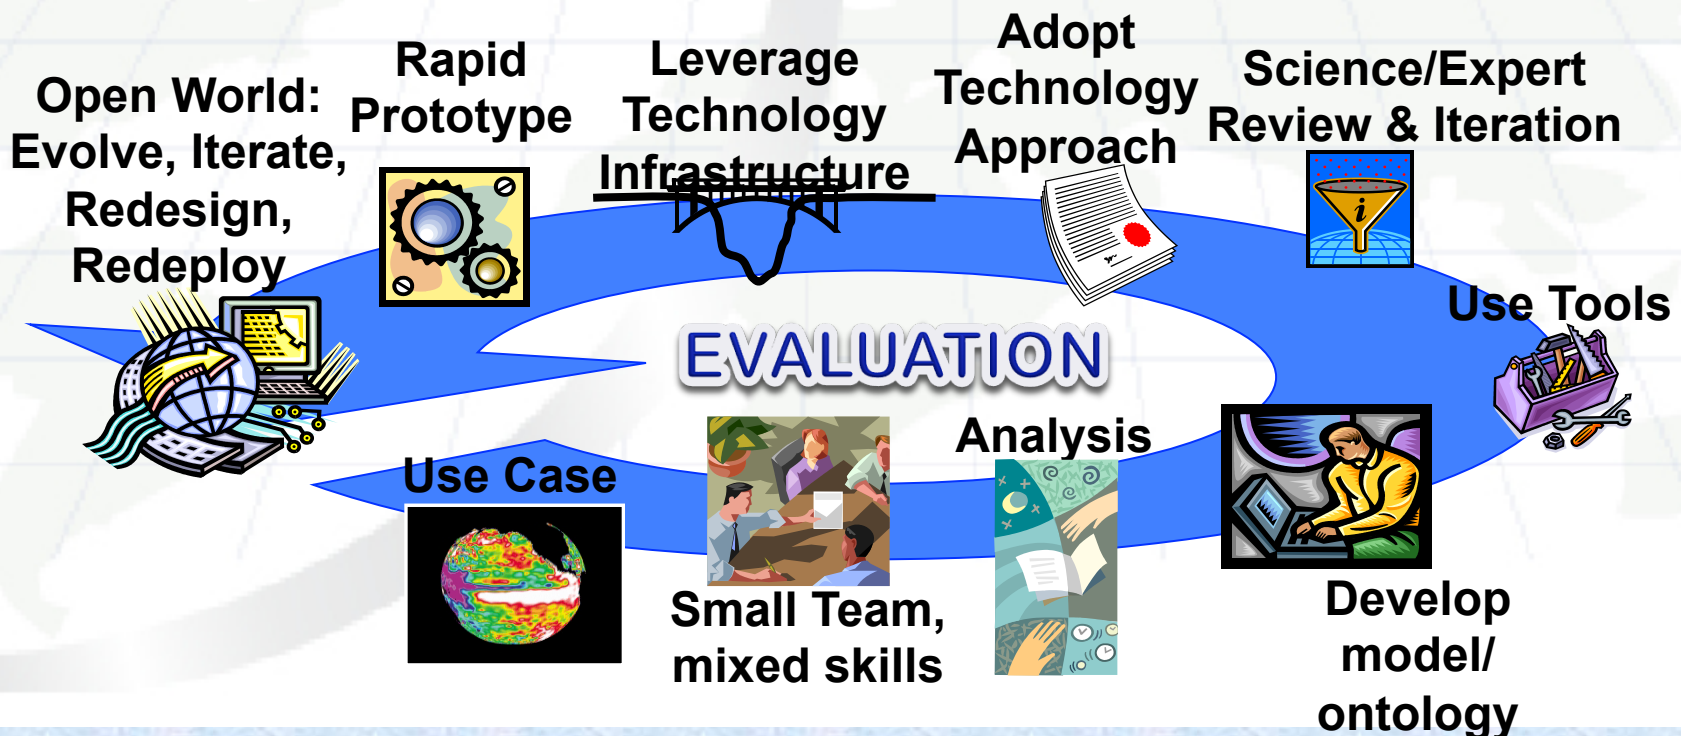 Open World:
Evolve, Iterate,
Redesign,
Redeploy
Rapid
Prototype
Leverage
Technology
Infrastructure
Adopt
Technology
Approach
Science/Expert
Review & Iteration
i
Use Tools
EVALUATION
Use Case
Small Team,
mixed skills
Analysis
Develop
model/
ontology